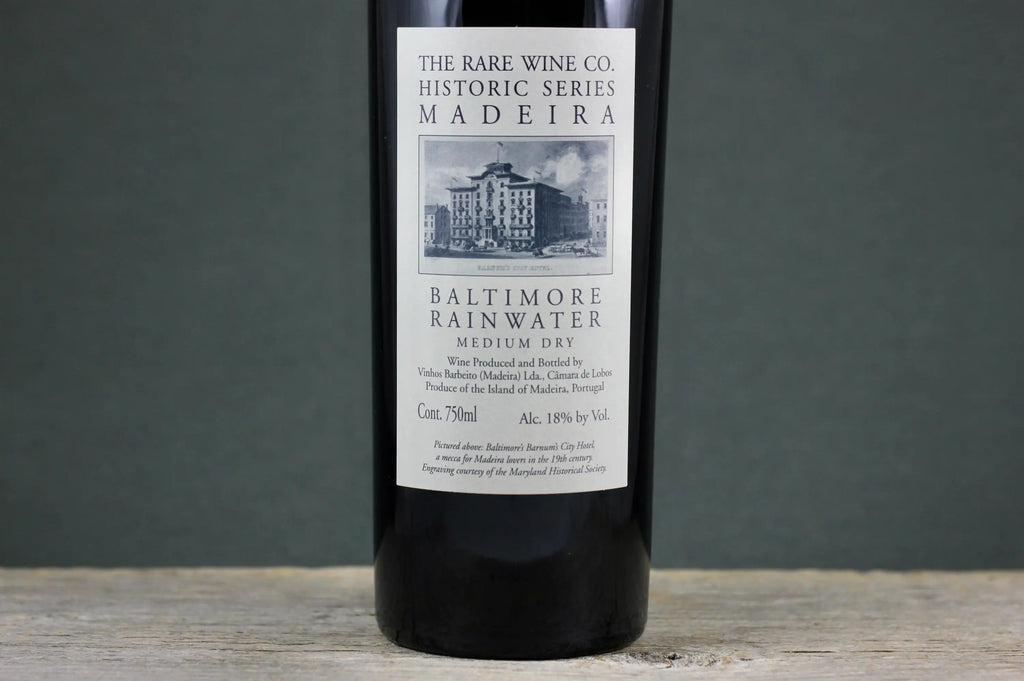 THE RARE WINE CO.
HISTORIC SERIES
MADEIRA
BARNUM'S CITY HOTEL.
BALTIMORE
RAINWATER
MEDIUM DRY
Wine Produced and Bottled by
Vinhos Barbeito (Madeira) Lda., Câmara de Lobos
Produce of the Island of Madeira, Portugal
Cont. 750ml Alc. 18% by Vol.
Pictured above: Baltimore's Barnum's City Hotel,
a mecca for Madeira lovers in the 19th century.
Engraving courtesy of the Maryland Historical Society.